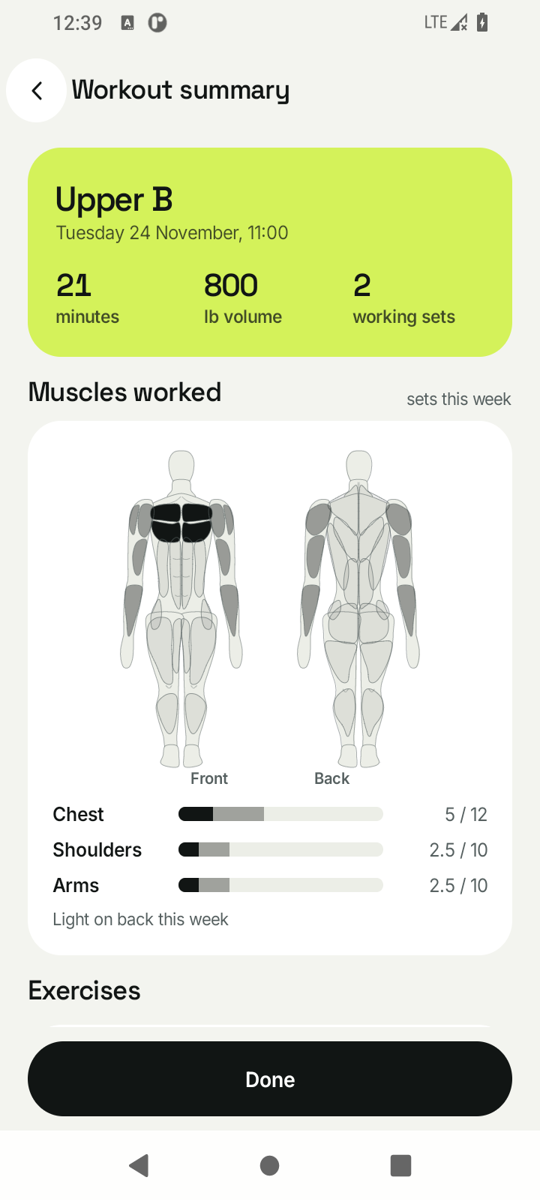 12:39
LTE
Workout summary
Upper B
Tuesday 24 November, 11:00
21 800 2
minutes lb volume working sets
Muscles worked
sets this week
Front Back
Chest 5 / 12
Shoulders 2.5 / 10
Arms 2.5 / 10
Light on back this week
Exercises
Done